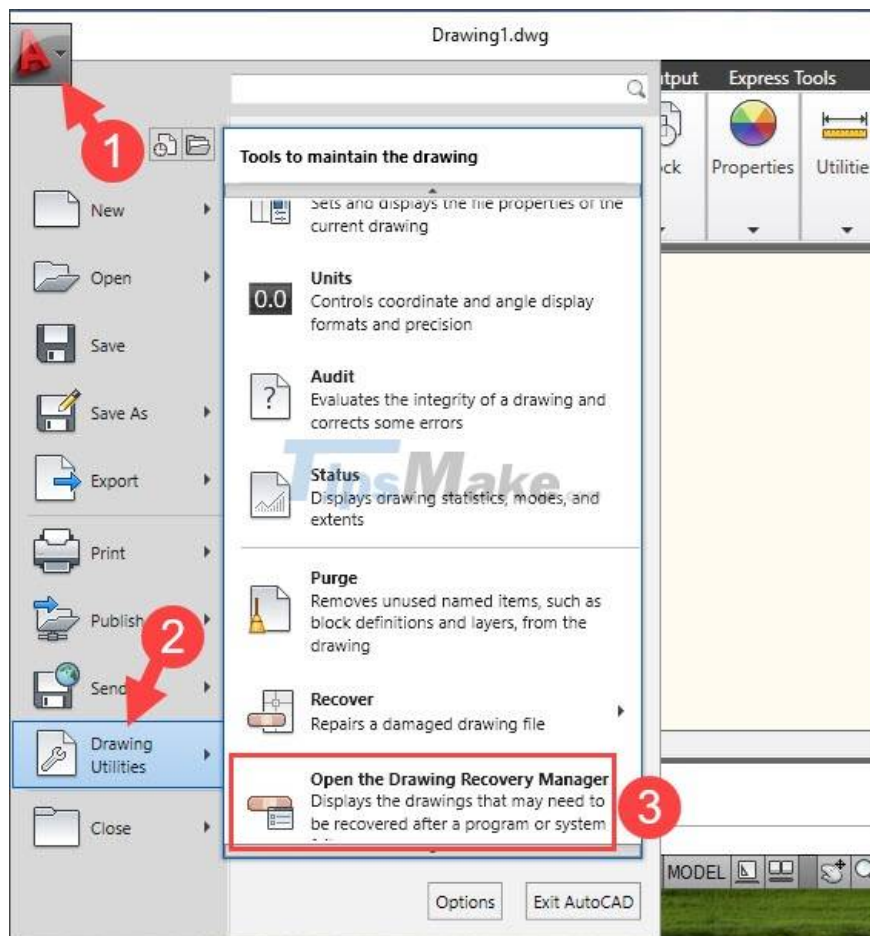 Drawing1.dwg
Express Tools
1
Tools to maintain the drawing
Properties
New
Sets and displays the file properties of the
current drawing
Open
Units
0.0
Controls coordinate and angle display
formats and precision
Save
Audit
?
Evaluates the integrity of a drawing and
corrects some errors
Save As
Status
TipsMake
Displays drawing statistics, modes, and
extents
Export
Print
Purge
Removes unused named items, such as
block definitions and layers, from the
drawing
Publish
2
Send
Recover
Repairs a damaged drawing file
Drawing
Utilities
Open the Drawing Recovery Manager
Displays the drawings that may need to
be recovered after a program or system
3
Close
MODEL
Options
Exit AutoCAD